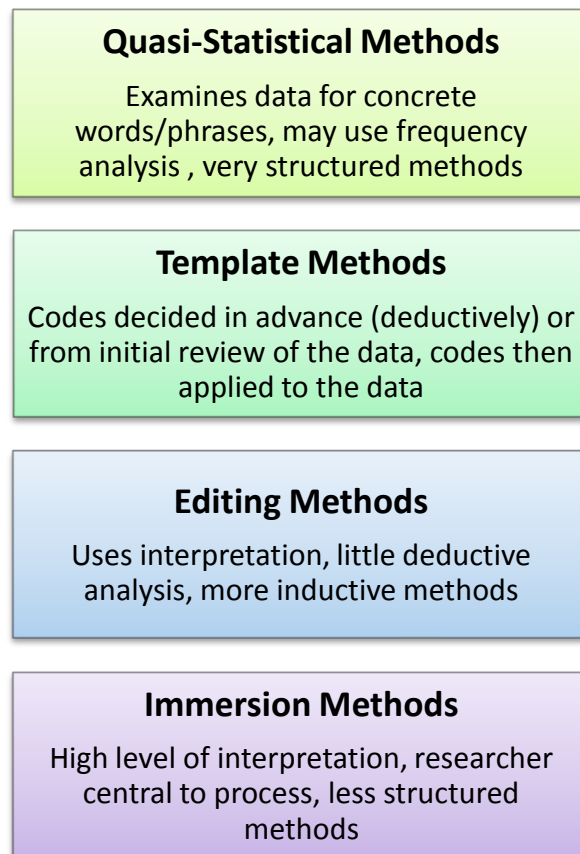 Quasi-Statistical Methods
Examines data for concrete
words/phrases, may use frequency
analysis , very structured methods
Template Methods
Codes decided in advance (deductively) or
from initial review of the data, codes then
applied to the data
Editing Methods
Uses interpretation, little deductive
analysis, more inductive methods
Immersion Methods
High level of interpretation, researcher
central to process, less structured
methods